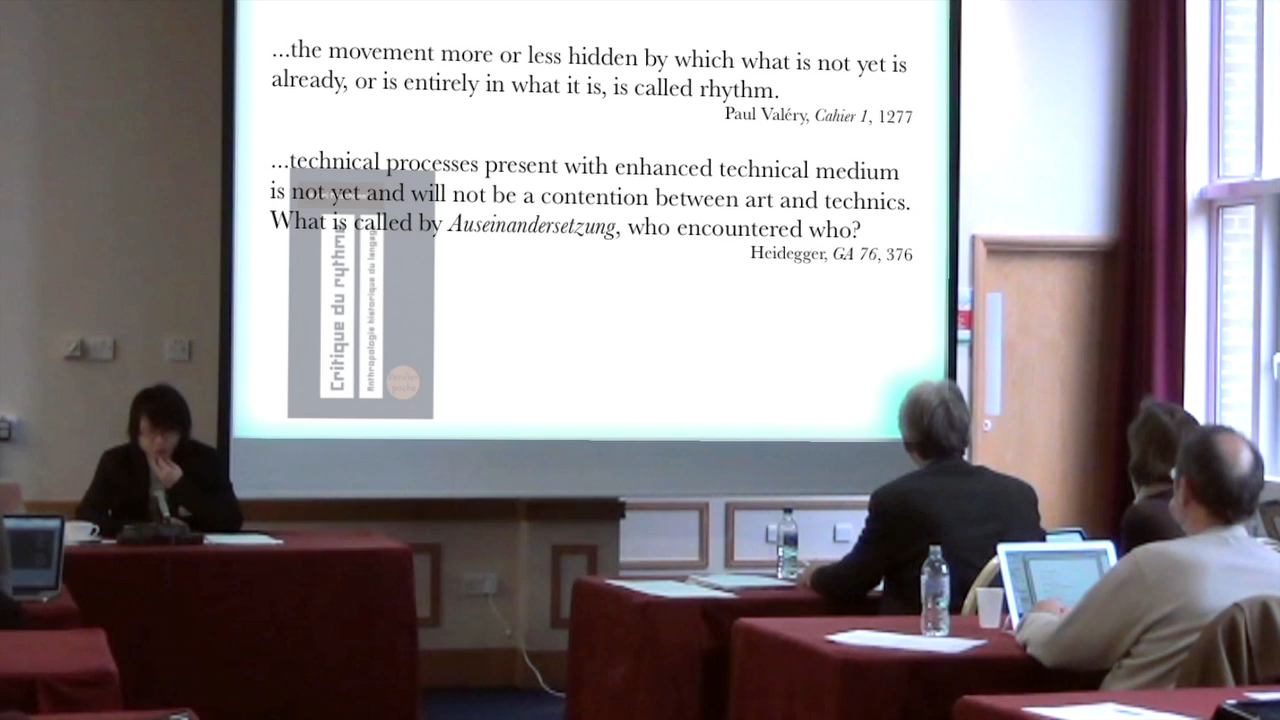 ...the movement more or less hidden by which what is not yet is
already, or is entirely in what it is, is called rhythm.
Paul Valéry, Cahier 1, 1277
...technical processes present with enhanced technical medium
is not yet and will not be a contention between art and technics.
What is called by Auseinandersetzung, who encountered who?
Heidegger, GA 76, 376
Critique du rythme
Anthropologie historique du langage
verdier
poche